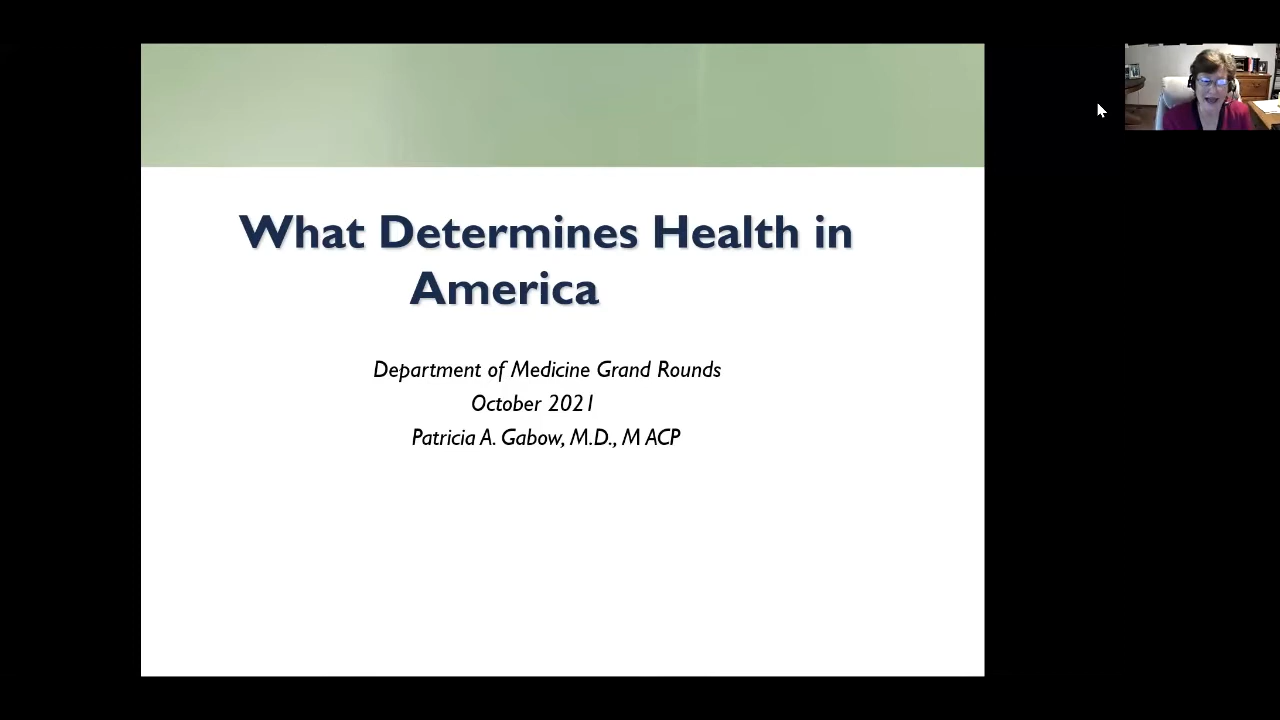 What Determines Health in
America
Department of Medicine Grand Rounds
October 2021
Patricia A. Gabow, M.D., M ACP